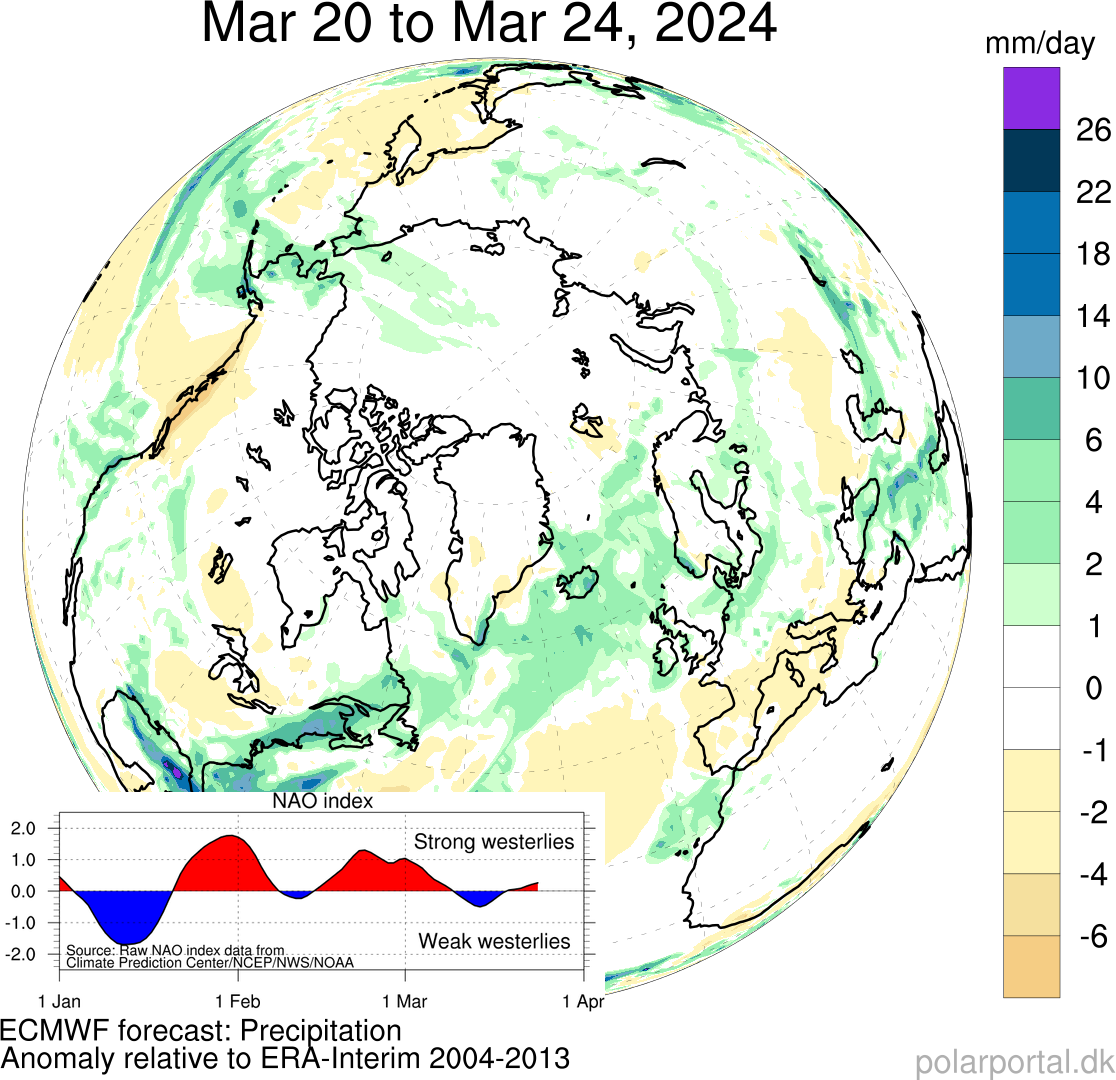 Mar 20 to Mar 24, 2024
mm/day
26
22
18
14
10
6
4
2
1
0
-1
-2
-4
-6
NAO index
2.0
1.0
0.0
-1.0
-2.0
Strong westerlies
Weak westerlies
Source: Raw NAO index data from
Climate Prediction Center/NCEP/NWS/NOAA
1 Jan
1 Feb
1 Mar
1 Apr
ECMWF forecast: Precipitation
Anomaly relative to ERA-Interim 2004-2013
polarportal.dk